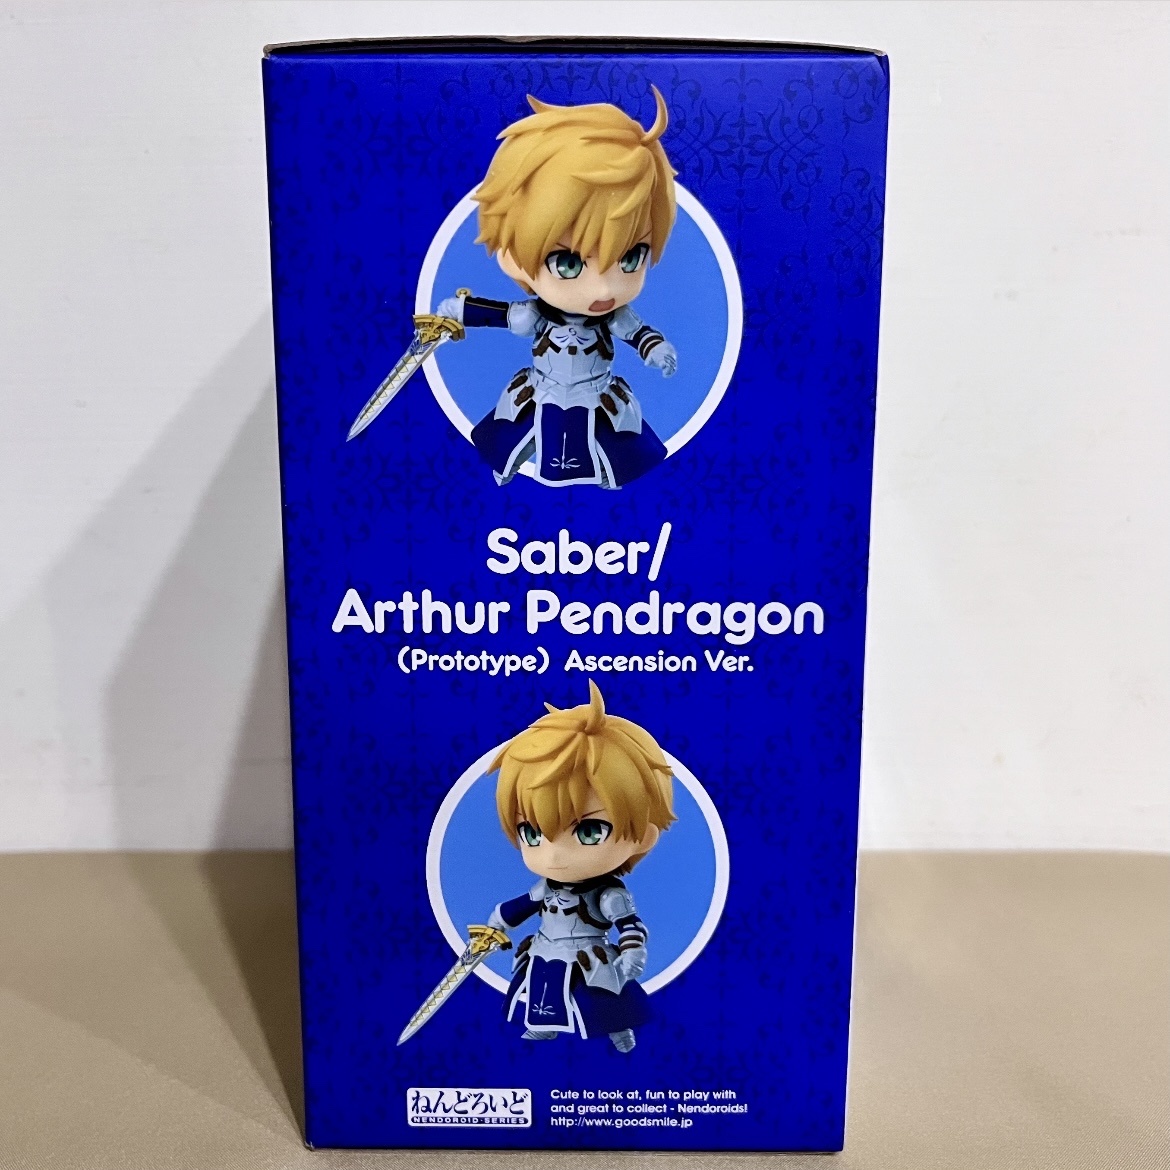 Saber/
Arthur Pendragon
(Prototype) Ascension Ver.
ねんどろいど
NENDOROID·SERIES
Cute to look at, fun to play with
and great to collect - Nendoroids!
http://www.goodsmile.jp